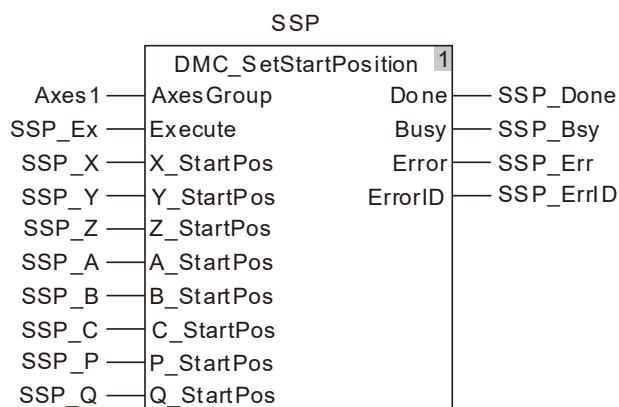 SSP
DMC_SetStartPosition 1
Axes1 AxesGroup Done SSP_Done
SSP_Ex Execute Busy SSP_Bsy
SSP_X X_StartPos Error SSP_Err
SSP_Y Y_StartPos ErrorID SSP_ErrID
SSP_Z Z_StartPos
SSP_A A_StartPos
SSP_B B_StartPos
SSP_C C_StartPos
SSP_P P_StartPos
SSP_Q Q_StartPos